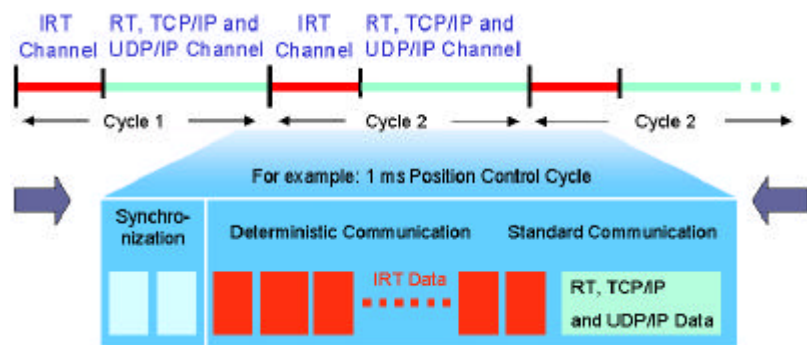 IRT
Channel
RT, TCP/IP and
UDP/IP Channel
IRT
Channel
RT, TCP/IP and
UDP/IP Channel
Cycle 1
Cycle 2
Cycle 2
For example: 1 ms Position Control Cycle
Synchro-
nization
Deterministic Communication
Standard Communication
IRT Data
RT, TCP/IP
and UDP/IP Data